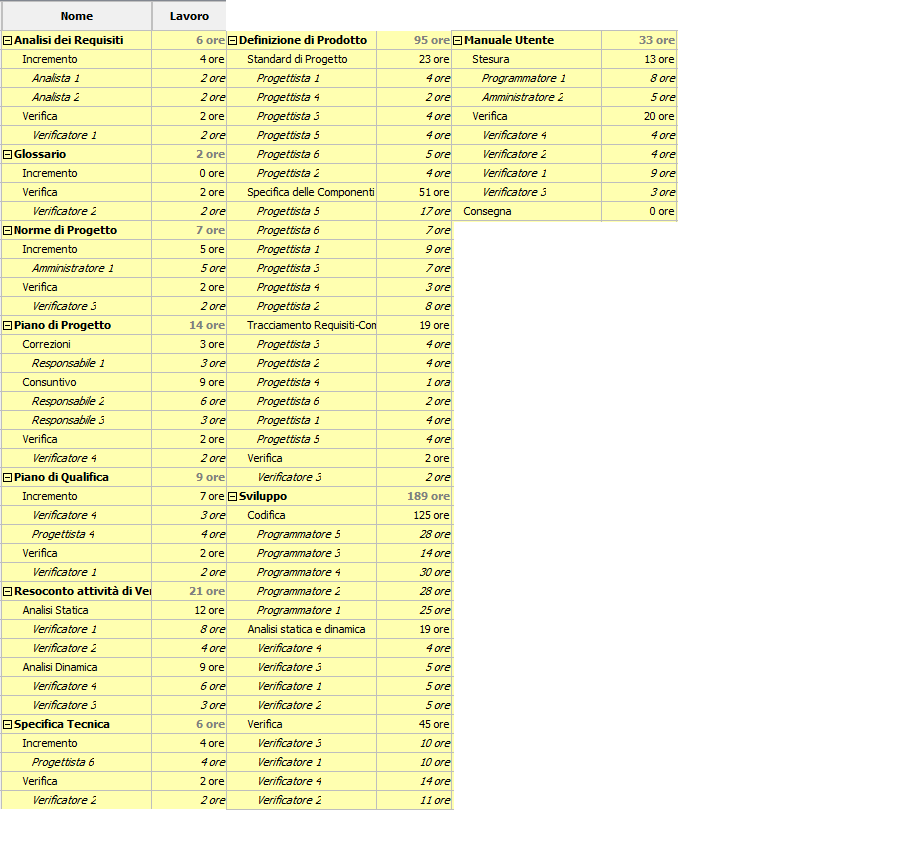 Nome Lavoro
Analisi dei Requisiti 6 ore
Incremento 4 ore
Analista 1 2 ore
Analista 2 2 ore
Verifica 2 ore
Verificatore 1 2 ore
Glossario 2 ore
Incremento 0 ore
Verifica 2 ore
Verificatore 2 2 ore
Norme di Progetto 7 ore
Incremento 5 ore
Amministratore 1 5 ore
Verifica 2 ore
Verificatore 3 2 ore
Piano di Progetto 14 ore
Correzioni 3 ore
Responsabile 1 3 ore
Consuntivo 9 ore
Responsabile 2 6 ore
Responsabile 3 3 ore
Verifica 2 ore
Verificatore 4 2 ore
Piano di Qualifica 9 ore
Incremento 7 ore
Verificatore 4 3 ore
Progettista 4 4 ore
Verifica 2 ore
Verificatore 1 2 ore
Resoconto attività di Ve 21 ore
Analisi Statica 12 ore
Verificatore 1 8 ore
Verificatore 2 4 ore
Analisi Dinamica 9 ore
Verificatore 4 6 ore
Verificatore 3 3 ore
Specifica Tecnica 6 ore
Incremento 4 ore
Progettista 6 4 ore
Verifica 2 ore
Verificatore 2 2 ore
Definizione di Prodotto 95 ore
Standard di Progetto 23 ore
Progettista 1 4 ore
Progettista 4 2 ore
Progettista 3 4 ore
Progettista 5 4 ore
Progettista 6 5 ore
Progettista 2 4 ore
Specifica delle Componenti 51 ore
Progettista 5 17 ore
Progettista 6 7 ore
Progettista 1 9 ore
Progettista 3 7 ore
Progettista 4 3 ore
Progettista 2 8 ore
Tracciamento Requisiti-Com 19 ore
Progettista 3 4 ore
Progettista 2 4 ore
Progettista 4 1 ora
Progettista 6 2 ore
Progettista 1 4 ore
Progettista 5 4 ore
Verifica 2 ore
Verificatore 3 2 ore
Sviluppo 189 ore
Codifica 125 ore
Programmatore 5 28 ore
Programmatore 3 14 ore
Programmatore 4 30 ore
Programmatore 2 28 ore
Programmatore 1 25 ore
Analisi statica e dinamica 19 ore
Verificatore 4 4 ore
Verificatore 3 5 ore
Verificatore 1 5 ore
Verificatore 2 5 ore
Verifica 45 ore
Verificatore 3 10 ore
Verificatore 1 10 ore
Verificatore 4 14 ore
Verificatore 2 11 ore
Manuale Utente 33 ore
Stesura 13 ore
Programmatore 1 8 ore
Amministratore 2 5 ore
Verifica 20 ore
Verificatore 4 4 ore
Verificatore 2 4 ore
Verificatore 1 9 ore
Verificatore 3 3 ore
Consegna 0 ore